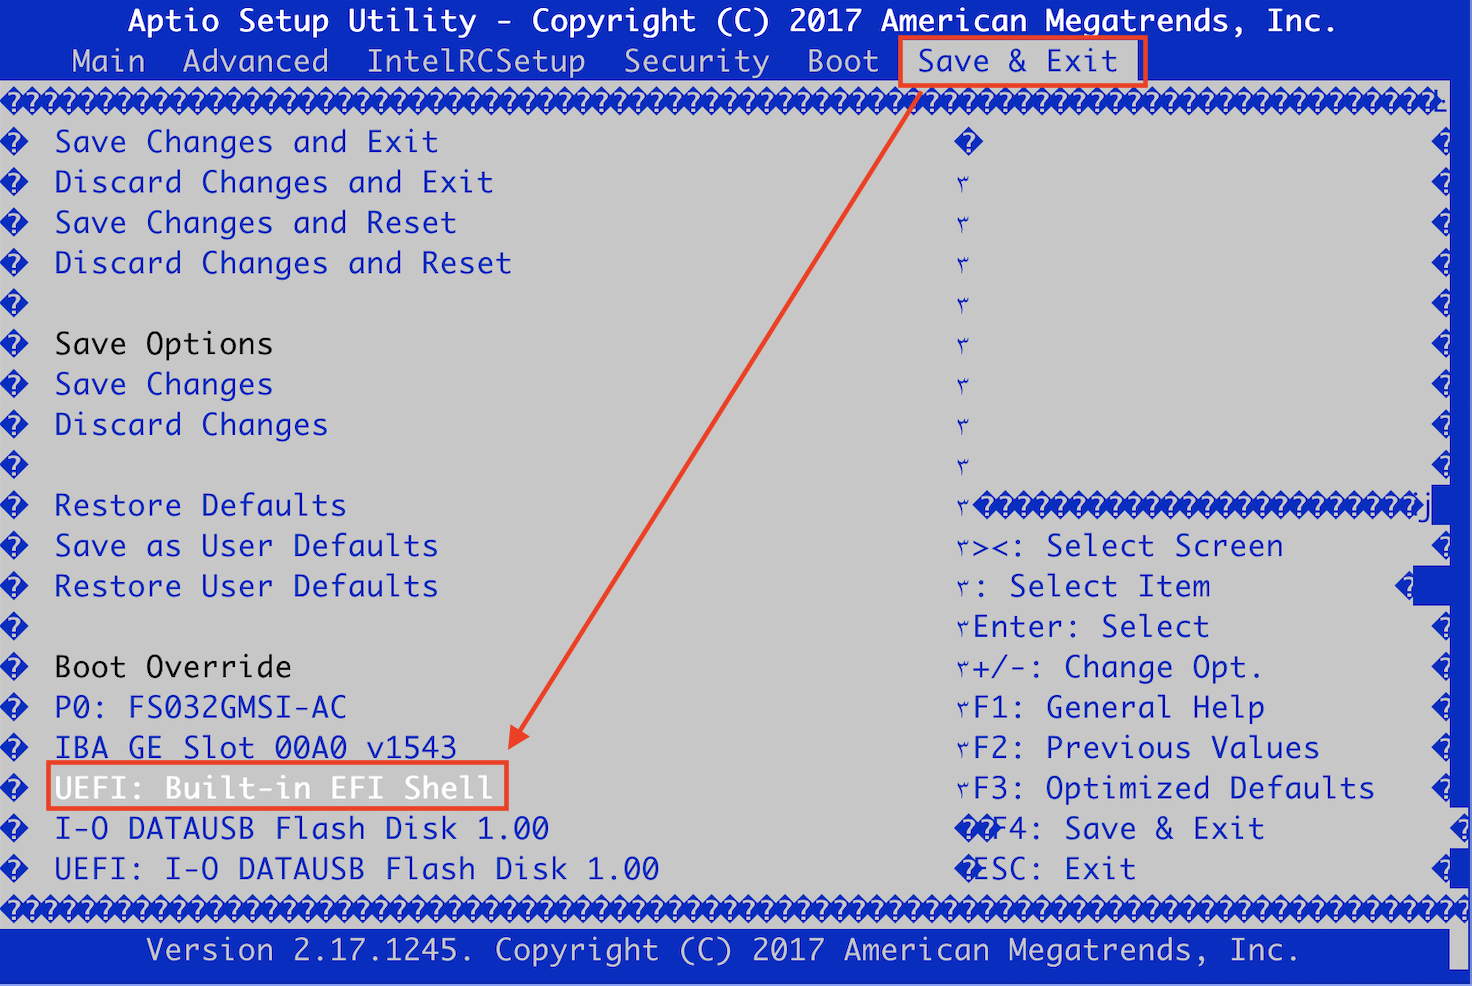 Aptio Setup Utility - Copyright (C) 2017 American Megatrends, Inc.
Main Advanced IntelRCSetup Security Boot Save & Exit
Save Changes and Exit
Discard Changes and Exit
Save Changes and Reset
Discard Changes and Reset
Save Options
Save Changes
Discard Changes
Restore Defaults
Save as User Defaults
Restore User Defaults
Boot Override
P0: FS032GMSI-AC
IBA GE Slot 00A0 v1543
UEFI: Built-in EFI Shell
I-O DATAUSB Flash Disk 1.00
UEFI: I-O DATAUSB Flash Disk 1.00
><: Select Screen
: Select Item
Enter: Select
+/-: Change Opt.
F1: General Help
F2: Previous Values
F3: Optimized Defaults
F4: Save & Exit
ESC: Exit
Version 2.17.1245. Copyright (C) 2017 American Megatrends, Inc.